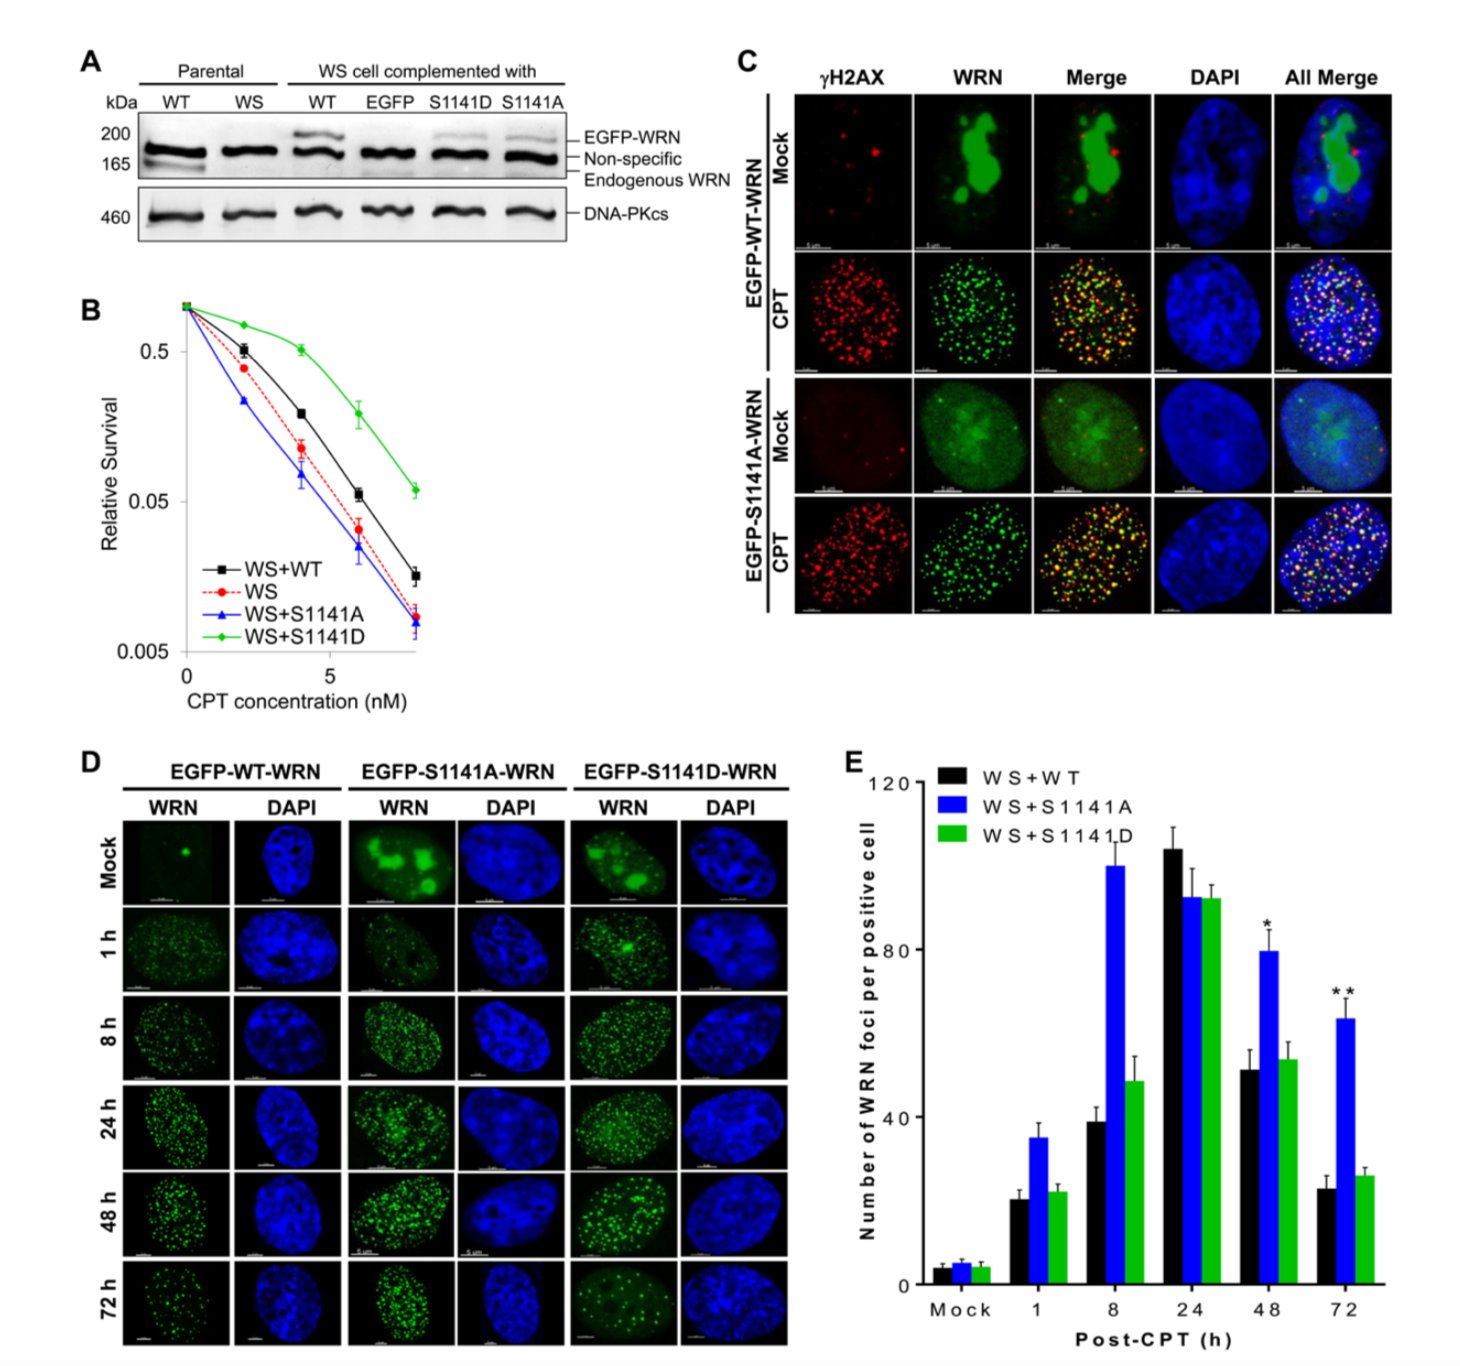 A
Parental
WS cell complemented with
kDa
WT
WS
WT
EGFP
S1141D
S1141A
200
165
460
EGFP-WRN
Non-specific
Endogenous WRN
DNA-PKcs
B
Relative Survival
0.5
0.05
0.005
WS+WT
WS
WS+S1141A
WS+S1141D
0
5
CPT concentration (nM)
C
γH2AX
WRN
Merge
DAPI
All Merge
EGFP-WT-WRN
Mock
CPT
EGFP-S1141A-WRN
Mock
CPT
D
EGFP-WT-WRN
EGFP-S1141A-WRN
EGFP-S1141D-WRN
WRN
DAPI
WRN
DAPI
WRN
DAPI
Mock
1 h
8 h
24 h
48 h
72 h
E
WS+WT
WS+S1141A
WS+S1141D
Number of WRN foci per positive cell
120
80
40
0
*
**
Mock
1
8
24
48
72
Post-CPT (h)